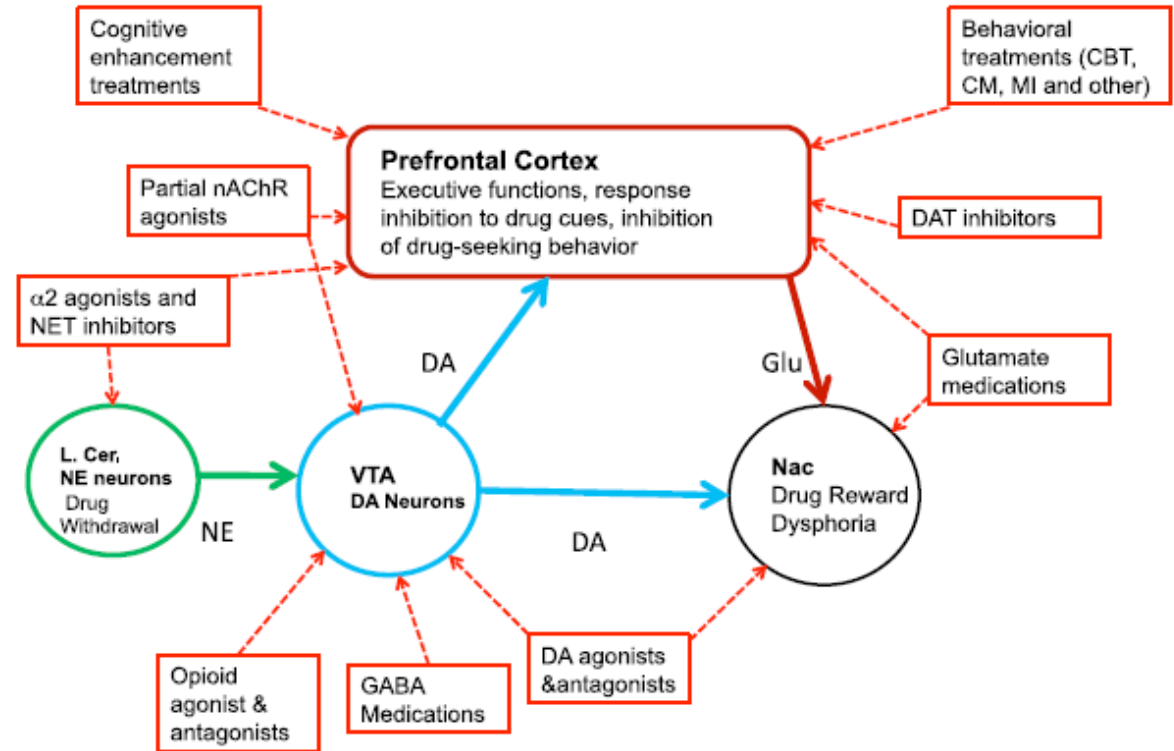 Cognitive
enhancement
treatments
Behavioral
treatments (CBT,
CM, MI and other)
Prefrontal Cortex
Executive functions, response
inhibition to drug cues, inhibition
of drug-seeking behavior
Partial nAChR
agonists
DAT inhibitors
α2 agonists and
NET inhibitors
DA
Glu
Glutamate
medications
L. Cer,
NE neurons
Drug
Withdrawal
NE
VTA
DA Neurons
DA
Nac
Drug Reward
Dysphoria
Opioid
agonist &
antagonists
GABA
Medications
DA agonists
&antagonists